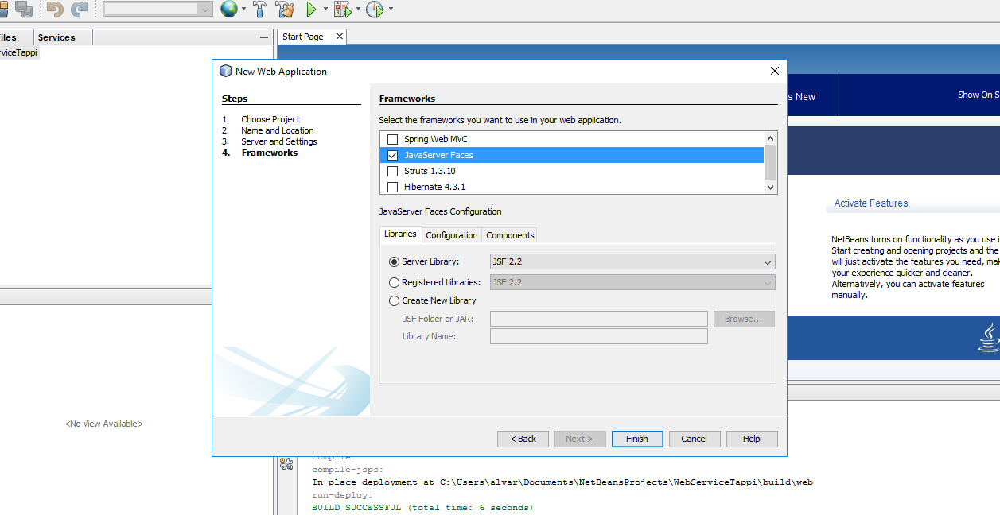 Services
Start Page
New Web Application
Steps
1. Choose Project
2. Name and Location
3. Server and Settings
4. Frameworks
Frameworks
Select the frameworks you want to use in your web application.
Spring Web MVC
JavaServer Faces
Struts 1.3.10
Hibernate 4.3.1
JavaServer Faces Configuration
Libraries Configuration Components
Server Library: JSF 2.2
Registered Libraries: JSF 2.2
Create New Library
JSF Folder or JAR: Browse...
Library Name:
< Back Next > Finish Cancel Help
New
Show On
Activate Features
NetBeans turns on functionality as you use
Start creating and opening projects and the
will just activate the features you need,
your experience quicker and cleaner.
Alternatively, you can activate features
manually.
<No View Available>
compile:
compile-jsps:
In-place deployment at C:\Users\alvar\Documents\NetBeansProjects\WebServiceTappi\build\web
run-deploy:
BUILD SUCCESSFUL (total time: 6 seconds)